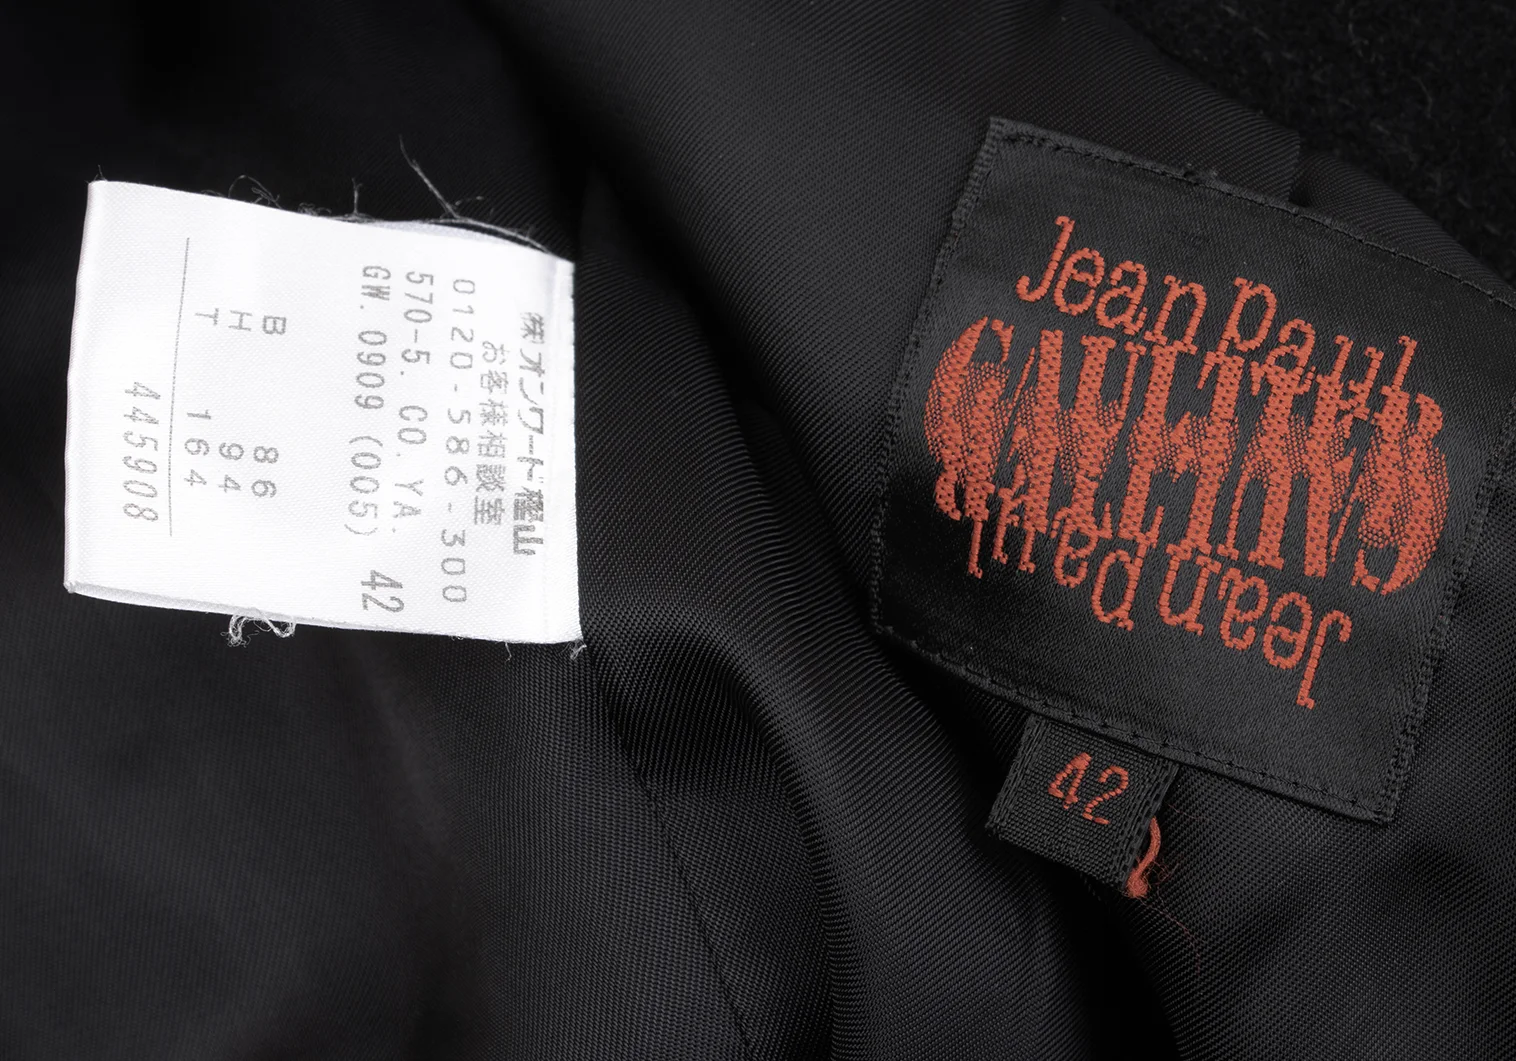 ㈱オンワード樫山
お客様相談室
0120-586-300
570-5. CO. YA.
GW. 0909 (005) 42
B 86
H 94
T 164
445908
Jean Paul
GAULTIER
Jean Paul
42